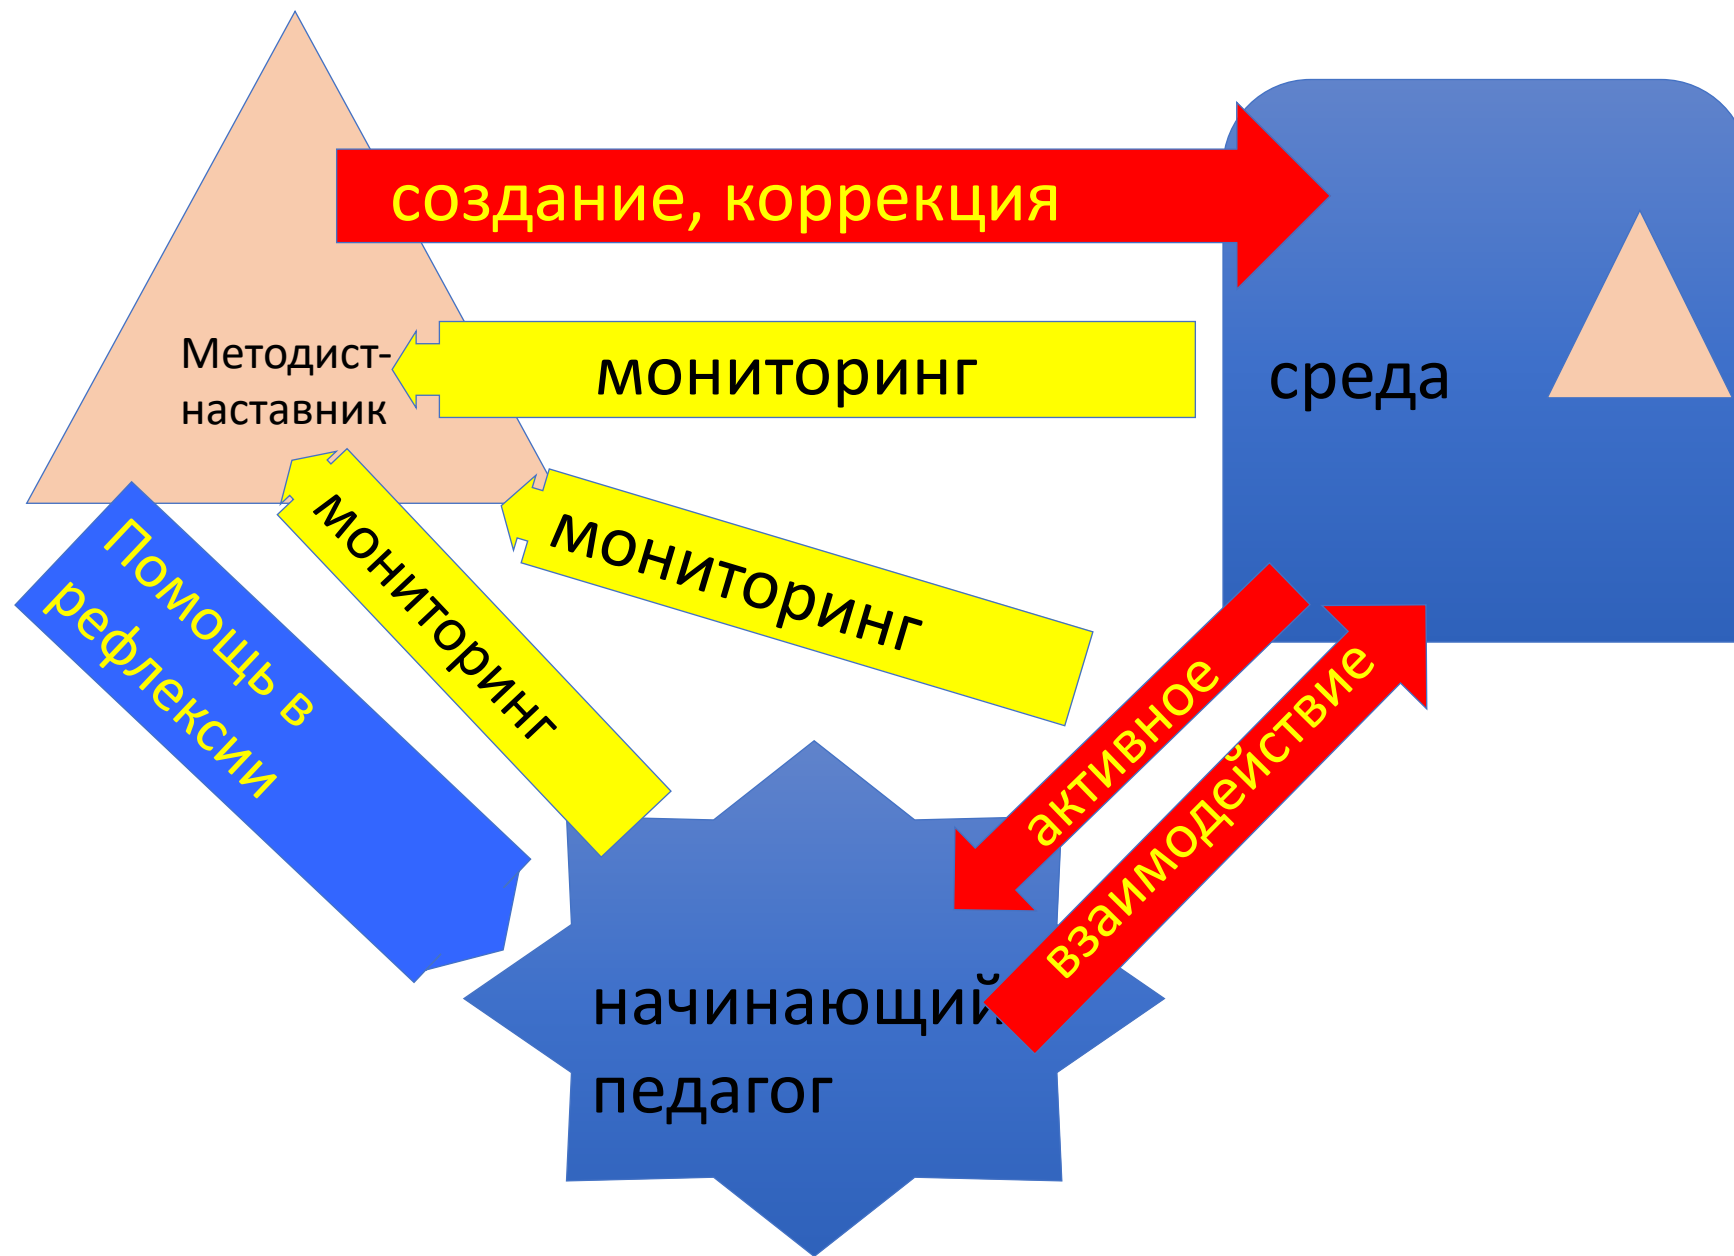 создание, коррекция
Методист-
наставник
мониторинг
среда
мониторинг
мониторинг
Помощь в
рефлексии
активное
взаимодействие
начинающий
педагог